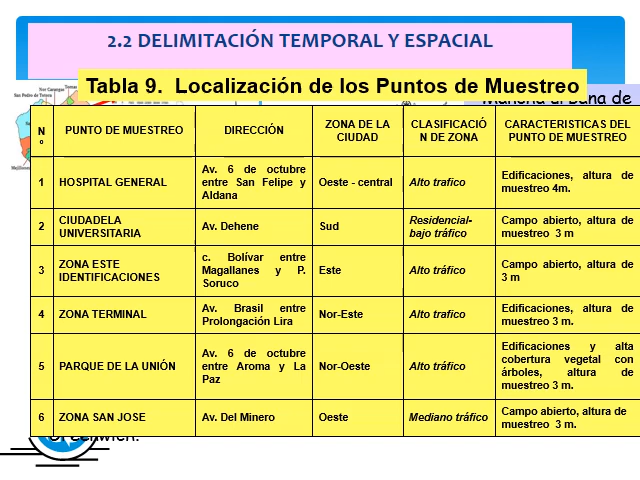 2.2 DELIMITACIÓN TEMPORAL Y ESPACIAL
Tabla 9. Localización de los Puntos de Muestreo
N º
PUNTO DE MUESTREO
DIRECCIÓN
ZONA DE LA CIUDAD
CLASIFICACIÓ N DE ZONA
CARACTERISTICAS DEL PUNTO DE MUESTREO
1
HOSPITAL GENERAL
Av. 6 de octubre
entre San Felipe y
Aldana
Oeste - central
Alto trafico
Edificaciones, altura de
muestreo 4m.
2
CIUDADELA
UNIVERSITARIA
Av. Dehene
Sud
Residencial-
bajo tráfico
Campo abierto, altura de
muestreo 3 m
3
ZONA ESTE
IDENTIFICACIONES
c. Bolívar entre
Magallanes y P.
Soruco
Este
Alto tráfico
Campo abierto, altura de
3 m
4
ZONA TERMINAL
Av. Brasil entre
Prolongación Lira
Nor-Este
Alto trafico
Edificaciones, altura de
muestreo 3 m.
5
PARQUE DE LA UNIÓN
Av. 6 de octubre
entre Aroma y La
Paz
Nor-Oeste
Alto tráfico
Edificaciones y alta
cobertura vegetal con
árboles, altura de
muestreo 3 m.
6
ZONA SAN JOSE
Av. Del Minero
Oeste
Mediano tráfico
Campo abierto, altura de
muestreo 3 m.